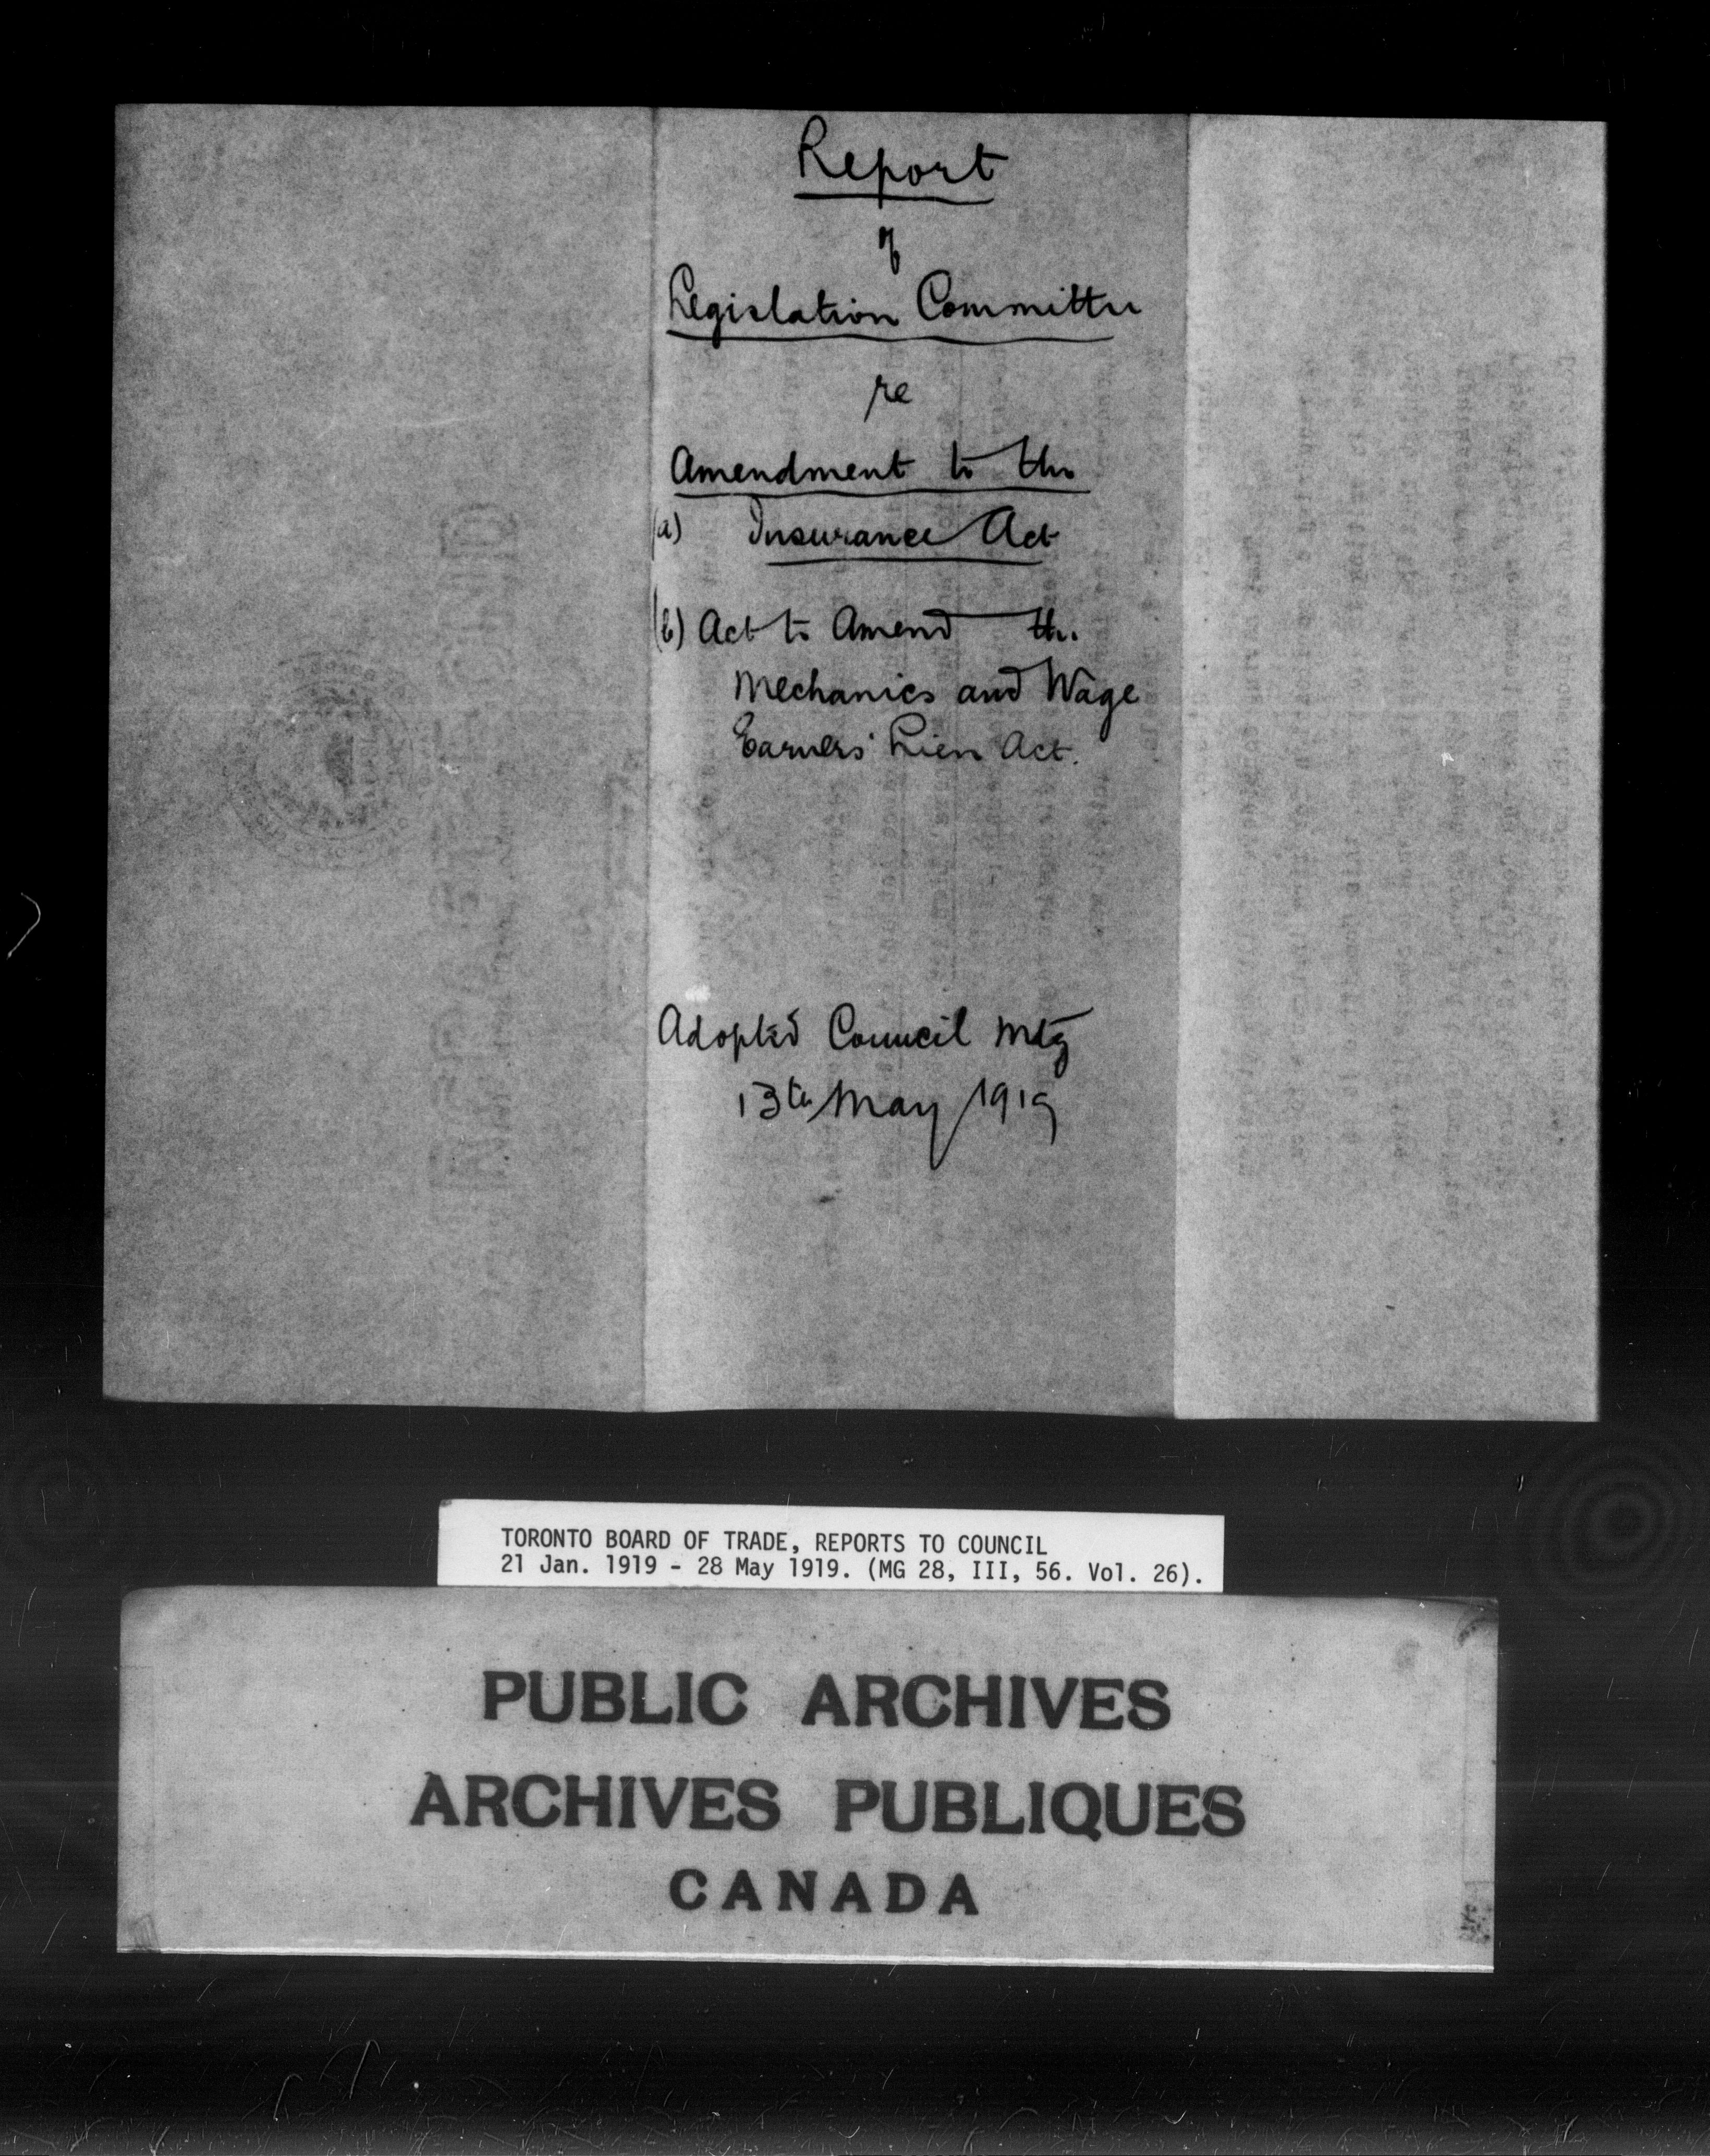 Report
of
Legislation Committee
re
Amendment to the
(a) Insurance Act
(b) Act to Amend the
Mechanics and Wage
Earners' Lien Act.
Adopted Council Mtg
13th May 1919
TORONTO BOARD OF TRADE, REPORTS TO COUNCIL
21 Jan. 1919 - 28 May 1919. (MG 28, III, 56. Vol. 26).
PUBLIC ARCHIVES
ARCHIVES PUBLIQUES
CANADA